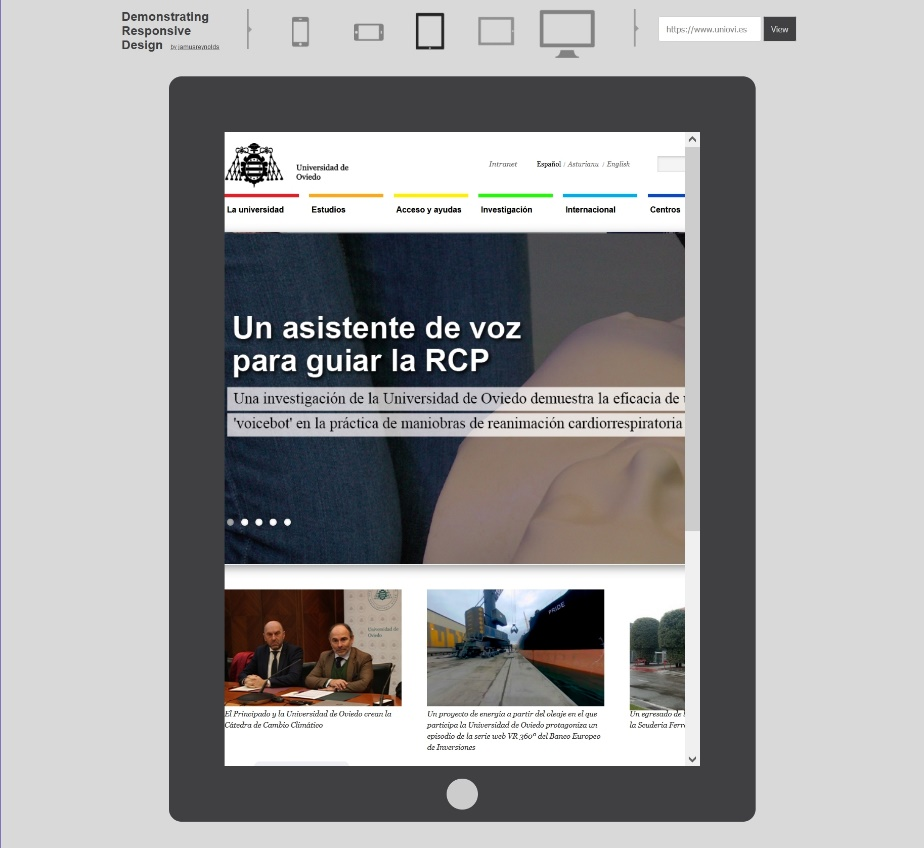 Demonstrating
Responsive
Design by jamusreynolds
https://www.uniovi.es
View
Universidad de
Oviedo
Intranet
Español / Asturianu / English
La universidad
Estudios
Acceso y ayudas
Investigación
Internacional
Centros
Un asistente de voz
para guiar la RCP
Una investigación de la Universidad de Oviedo demuestra la eficacia de
'voicebot' en la práctica de maniobras de reanimación cardiorrespiratoria
Universidad de
Oviedo
PRIDE
El Principado y la Universidad de Oviedo crean la
Cátedra de Cambio Climático
Un proyecto de energía a partir del oleaje en el que
participa la Universidad de Oviedo protagoniza un
episodio de la serie web VR 360º del Banco Europeo
de Inversiones
Un egresado de
la Scuderia